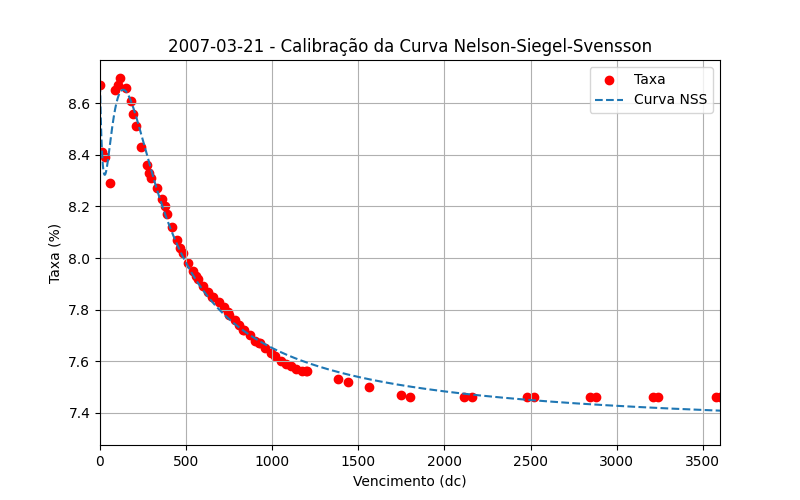 2007-03-21 - Calibração da Curva Nelson-Siegel-Svensson
Taxa
Curva NSS
Taxa (%)
8.6
8.4
8.2
8.0
7.8
7.6
7.4
0 500 1000 1500 2000 2500 3000 3500
Vencimento (dc)